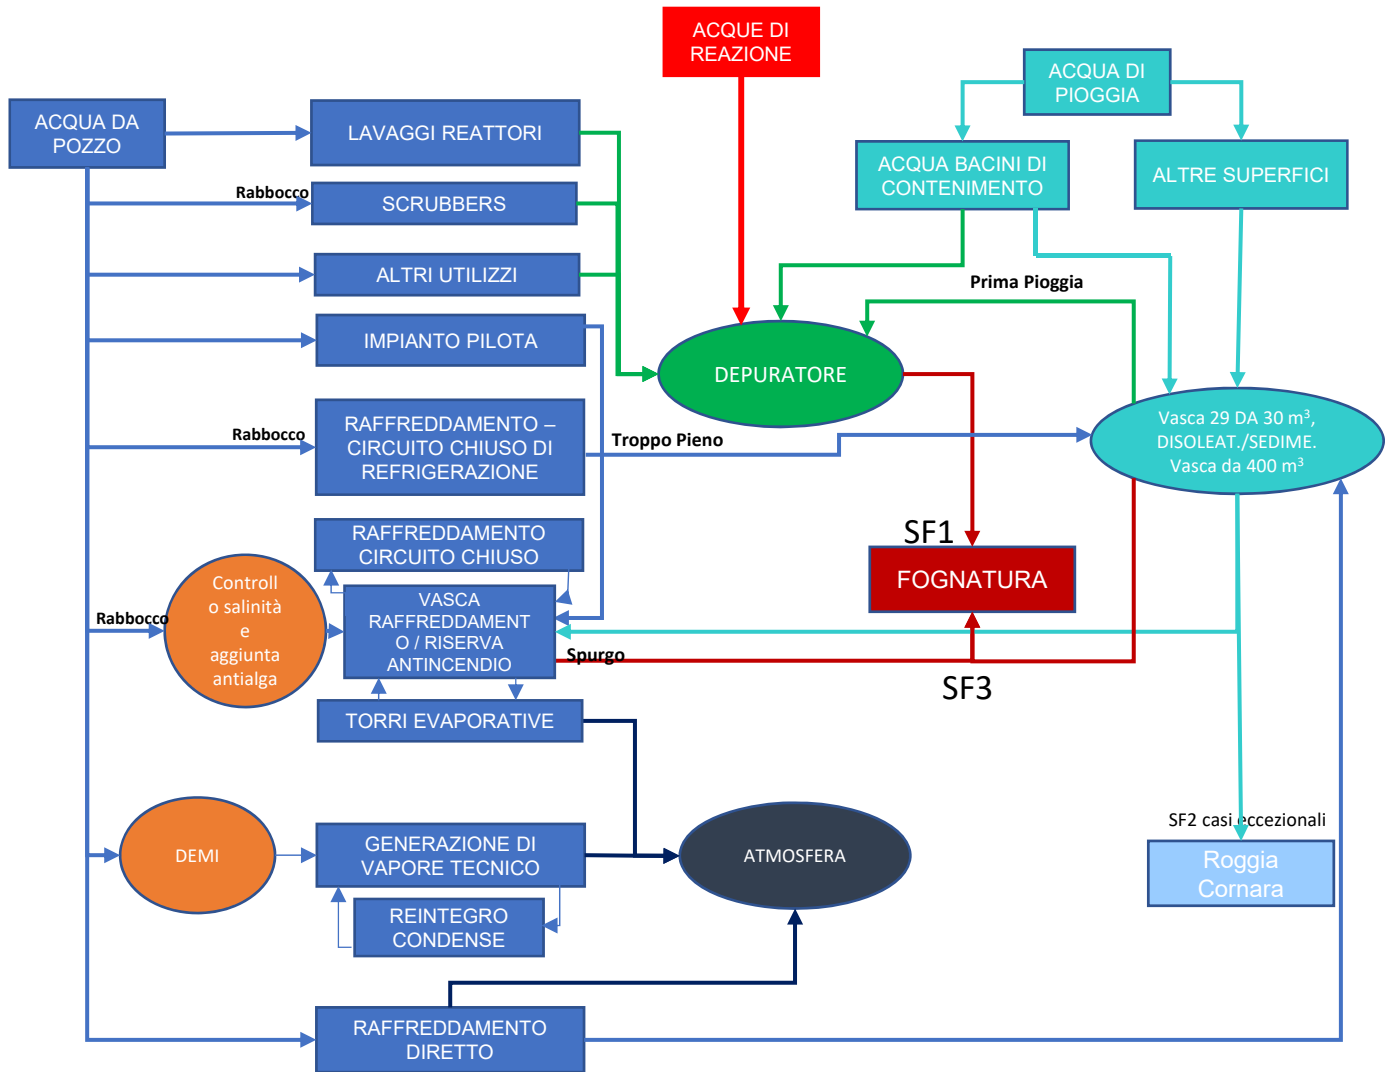 ACQUE DI
REAZIONE
ACQUA DI
PIOGGIA
ACQUA DA
POZZO
LAVAGGI REATTORI
ACQUA BACINI DI
CONTENIMENTO
ALTRE SUPERFICI
Rabbocco
SCRUBBERS
ALTRI UTILIZZI
Prima Pioggia
IMPIANTO PILOTA
DEPURATORE
RAFFREDDAMENTO –
CIRCUITO CHIUSO DI
REFRIGERAZIONE
Rabbocco
Troppo Pieno
Vasca 29 DA 30 m³,
DISOLEAT./SEDIME.
Vasca da 400 m³
RAFFREDDAMENTO
CIRCUITO CHIUSO
SF1
FOGNATURA
Controll
o salinità
e
aggiunta
antialga
Rabbocco
VASCA
RAFFREDDAMENT
O / RISERVA
ANTINCENDIO
Spurgo
SF3
TORRI EVAPORATIVE
SF2 casi eccezionali
Roggia
Cornara
DEMI
GENERAZIONE DI
VAPORE TECNICO
ATMOSFERA
REINTEGRO
CONDENSE
RAFFREDDAMENTO
DIRETTO